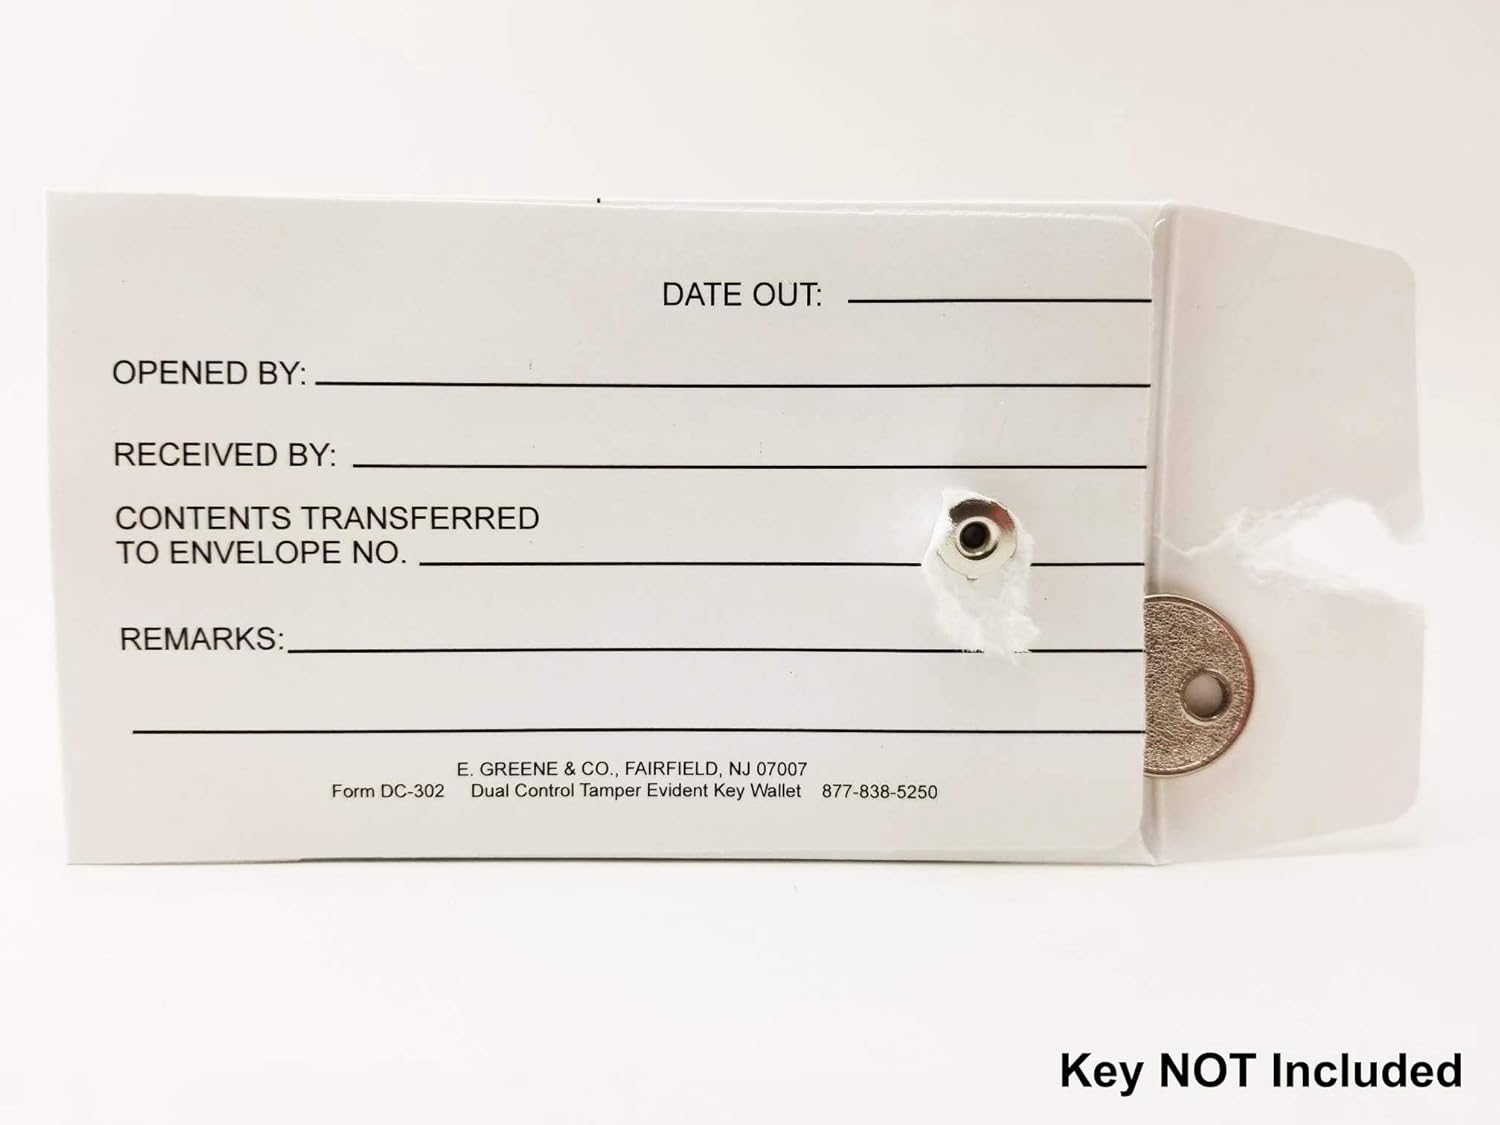 DATE OUT:
OPENED BY:
RECEIVED BY:
CONTENTS TRANSFERRED
TO ENVELOPE NO.
REMARKS:
E. GREENE & CO., FAIRFIELD, NJ 07007
Form DC-302 Dual Control Tamper Evident Key Wallet 877-838-5250
Key NOT Included